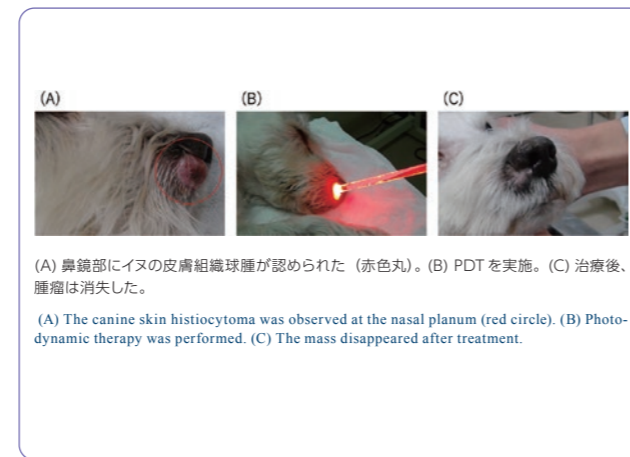 (A) (B) (C)
(A) 鼻鏡部にイヌの皮膚組織球腫が認められた（赤色丸）。(B) PDT を実施。(C) 治療後、
腫瘤は消失した。
(A) The canine skin histiocytoma was observed at the nasal planum (red circle). (B) Photo-
dynamic therapy was performed. (C) The mass disappeared after treatment.